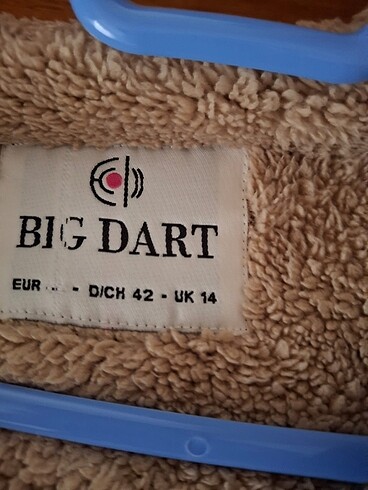 BIG DART
EUR - D/CH 42 - UK 14